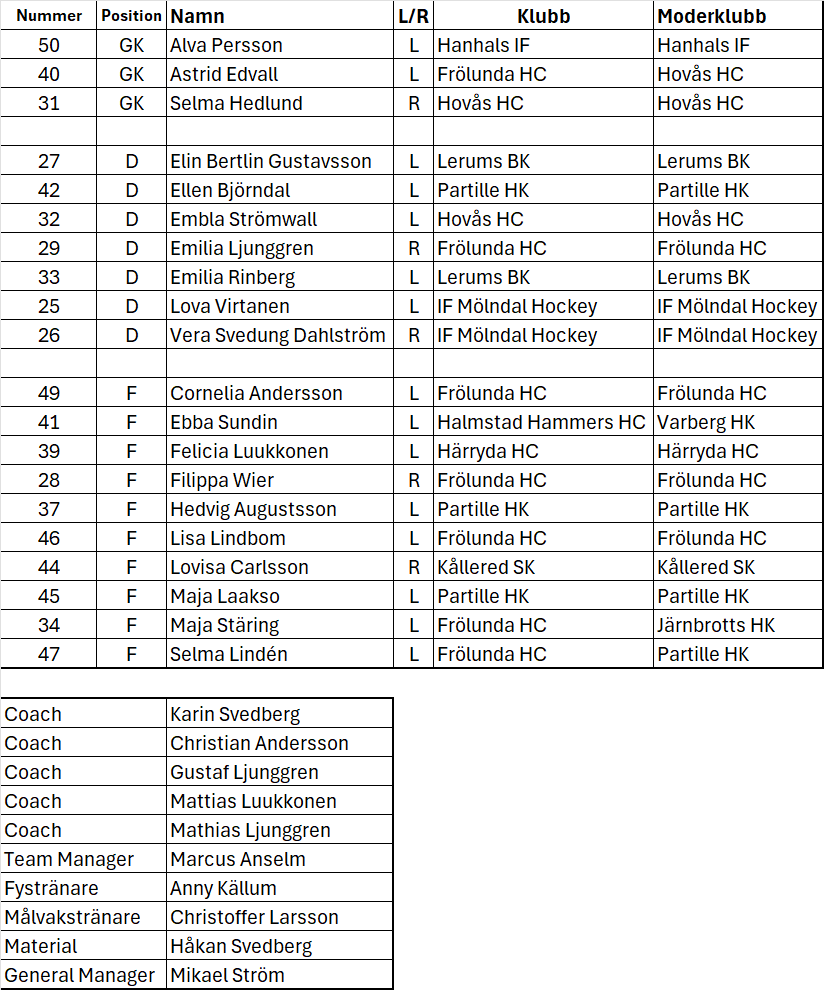 Nummer Position Namn L/R Klubb Moderklubb
50 GK Alva Persson L Hanhals IF Hanhals IF
40 GK Astrid Edvall L Frölunda HC Hovås HC
31 GK Selma Hedlund R Hovås HC Hovås HC
27 D Elin Bertlin Gustavsson L Lerums BK Lerums BK
42 D Ellen Björndal L Partille HK Partille HK
32 D Embla Strömwall L Hovås HC Hovås HC
29 D Emilia Ljunggren R Frölunda HC Frölunda HC
33 D Emilia Rinberg L Lerums BK Lerums BK
25 D Lova Virtanen L IF Mölndal Hockey IF Mölndal Hockey
26 D Vera Svedung Dahlström R IF Mölndal Hockey IF Mölndal Hockey
49 F Cornelia Andersson L Frölunda HC Frölunda HC
41 F Ebba Sundin L Halmstad Hammers HC Varberg HK
39 F Felicia Luukkonen L Härryda HC Härryda HC
28 F Filippa Wier R Frölunda HC Frölunda HC
37 F Hedvig Augustsson L Partille HK Partille HK
46 F Lisa Lindbom L Frölunda HC Frölunda HC
44 F Lovisa Carlsson R Kållered SK Kållered SK
45 F Maja Laakso L Partille HK Partille HK
34 F Maja Stäring L Frölunda HC Järnbrotts HK
47 F Selma Lindén L Frölunda HC Partille HK
Coach Karin Svedberg
Coach Christian Andersson
Coach Gustaf Ljunggren
Coach Mattias Luukkonen
Coach Mathias Ljunggren
Team Manager Marcus Anselm
Fystränare Anny Källum
Målvakstränare Christoffer Larsson
Material Håkan Svedberg
General Manager Mikael Ström